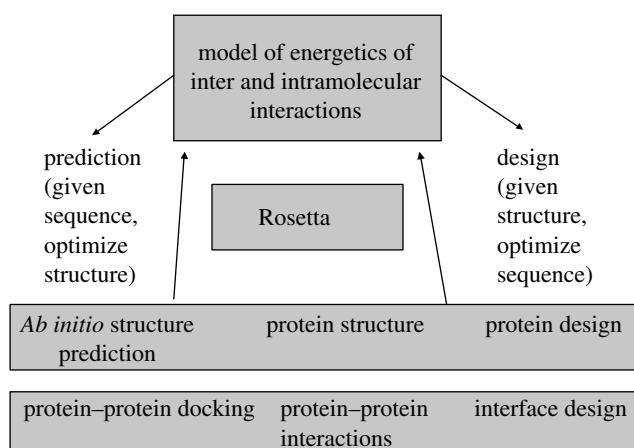 model of energetics of
inter and intramolecular
interactions
prediction
(given
sequence,
optimize
structure)
design
(given
structure,
optimize
sequence)
Rosetta
Ab initio structure
prediction
protein structure
protein design
protein–protein docking
protein–protein
interactions
interface design